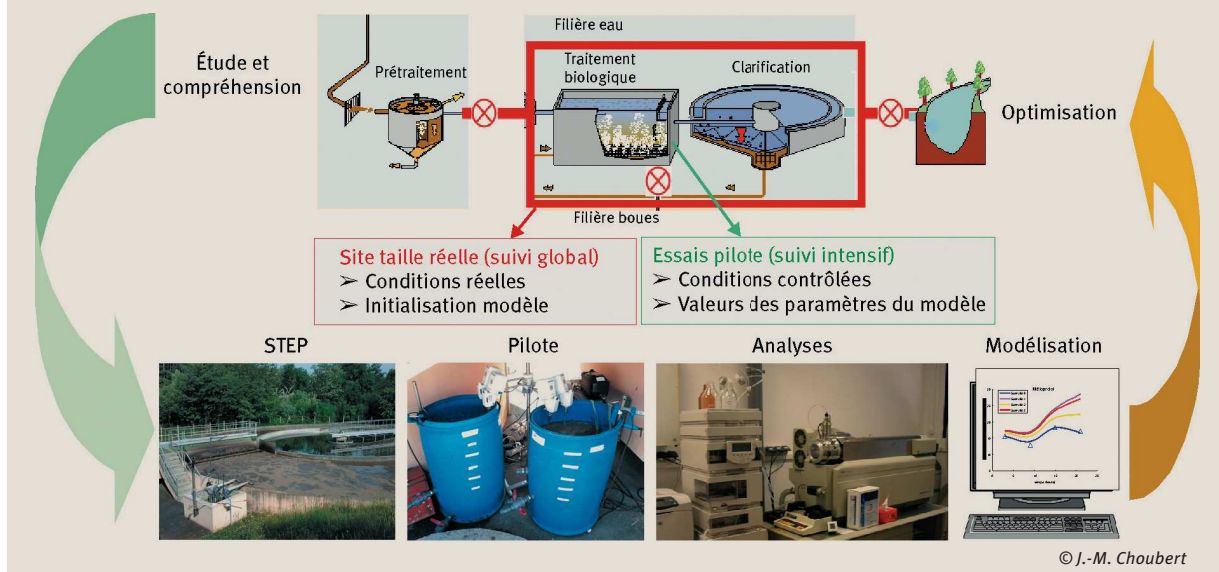 Filière eau
Étude et
compréhension
Prétraitement
Traitement
biologique
Clarification
Optimisation
Filière boues
Site taille réelle (suivi global)
➢ Conditions réelles
➢ Initialisation modèle
Essais pilote (suivi intensif)
➢ Conditions contrôlées
➢ Valeurs des paramètres du modèle
STEP
Pilote
Analyses
Modélisation
© J.-M. Choubert